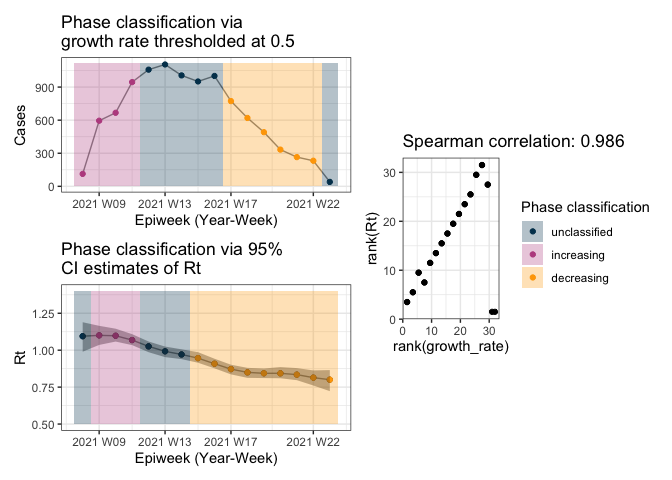 Phase classification via
growth rate thresholded at 0.5
Cases
900
600
300
0
2021 W09
2021 W13
2021 W17
2021 W22
Epiweek (Year-Week)
Phase classification via 95%
CI estimates of Rt
Rt
1.25
1.00
0.75
0.50
2021 W09
2021 W13
2021 W17
2021 W22
Epiweek (Year-Week)
Spearman correlation: 0.986
rank(Rt)
30
20
10
0
0
10
20
30
rank(growth_rate)
Phase classification
unclassified
increasing
decreasing